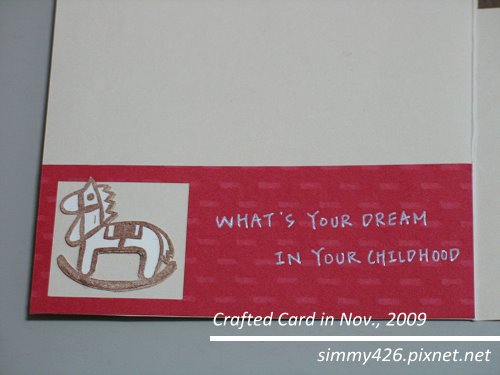 WHAT'S YOUR DREAM
IN YOUR CHILDHOOD
Crafted Card in Nov., 2009
simmy426.pixnet.net